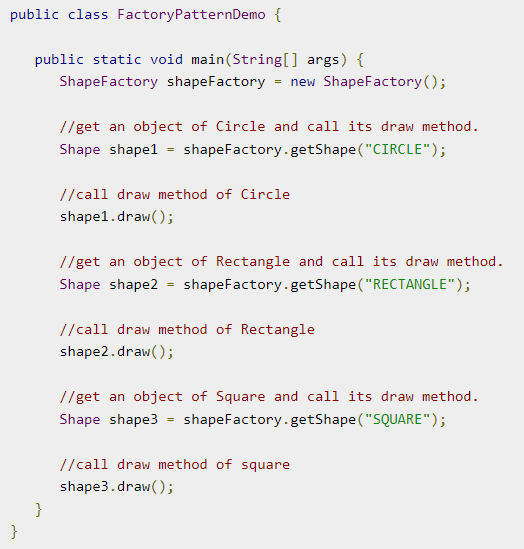 public class FactoryPatternDemo {
public static void main(String[] args) {
ShapeFactory shapeFactory = new ShapeFactory();
//get an object of Circle and call its draw method.
Shape shape1 = shapeFactory.getShape("CIRCLE");
//call draw method of Circle
shape1.draw();
//get an object of Rectangle and call its draw method.
Shape shape2 = shapeFactory.getShape("RECTANGLE");
//call draw method of Rectangle
shape2.draw();
//get an object of Square and call its draw method.
Shape shape3 = shapeFactory.getShape("SQUARE");
//call draw method of square
shape3.draw();
}
}